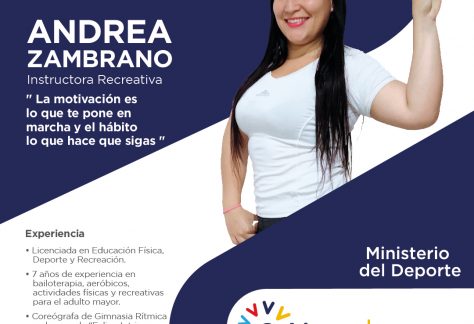 ANDREA
ZAMBRANO
Instructora Recreativa
" La motivación es
lo que te pone en
marcha y el hábito
lo que hace que sigas "
Experiencia
• Licenciada en Educación Física,
Deporte y Recreación.
• 7 años de experiencia en
bailoterapia, aeróbicos,
actividades físicas y recreativas
para el adulto mayor.
• Coreógrafa de Gimnasia Rítmica
Ministerio
del Deporte